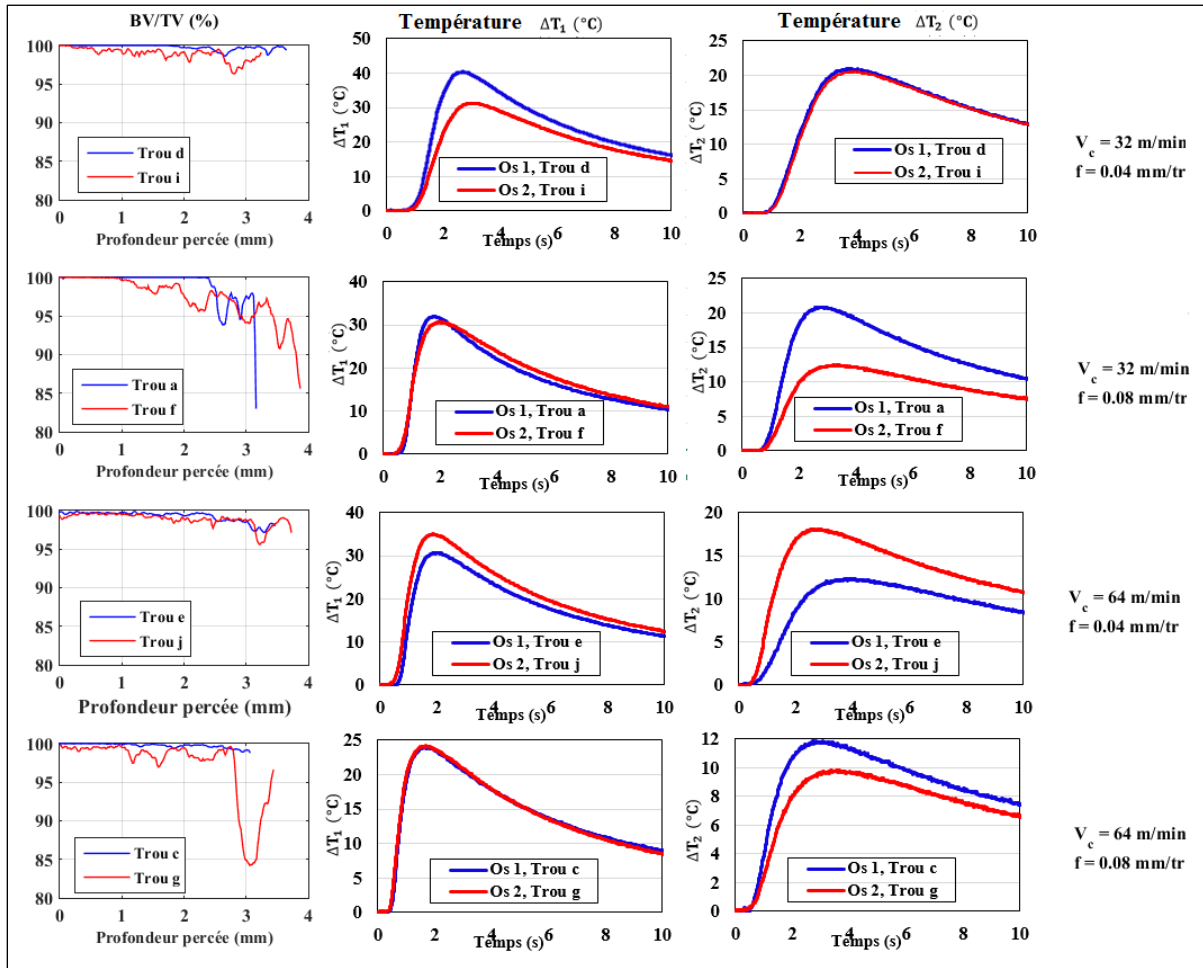 BV/TV (%)
Température ΔT₁ (°C)
Température ΔT₂ (°C)
100
95
90
85
80
Trou d
Trou i
0 1 2 3 4
Profondeur percée (mm)
ΔT₁ (°C)
50
40
30
20
10
0
Os 1, Trou d
Os 2, Trou i
0 2 4 6 8 10
Temps (s)
ΔT₂ (°C)
25
20
15
10
5
0
Os 1, Trou d
Os 2, Trou i
0 2 4 6 8 10
Temps (s)
V_c = 32 m/min
f = 0.04 mm/tr
100
95
90
85
80
Trou a
Trou f
0 1 2 3 4
Profondeur percée (mm)
ΔT₁ (°C)
40
30
20
10
0
Os 1, Trou a
Os 2, Trou f
0 2 4 6 8 10
Temps (s)
ΔT₂ (°C)
25
20
15
10
5
0
Os 1, Trou a
Os 2, Trou f
0 2 4 6 8 10
Temps (s)
V_c = 32 m/min
f = 0.08 mm/tr
100
95
90
85
80
Trou e
Trou j
0 1 2 3 4
Profondeur percée (mm)
ΔT₁ (°C)
40
30
20
10
0
Os 1, Trou e
Os 2, Trou j
0 2 4 6 8 10
Temps (s)
ΔT₂ (°C)
20
15
10
5
0
Os 1, Trou e
Os 2, Trou j
0 2 4 6 8 10
Temps (s)
V_c = 64 m/min
f = 0.04 mm/tr
100
95
90
85
80
Trou c
Trou g
0 1 2 3 4
Profondeur percée (mm)
ΔT₁ (°C)
25
20
15
10
5
0
Os 1, Trou c
Os 2, Trou g
0 2 4 6 8 10
Temps (s)
ΔT₂ (°C)
12
10
8
6
4
2
0
Os 1, Trou c
Os 2, Trou g
0 2 4 6 8 10
Temps (s)
V_c = 64 m/min
f = 0.08 mm/tr